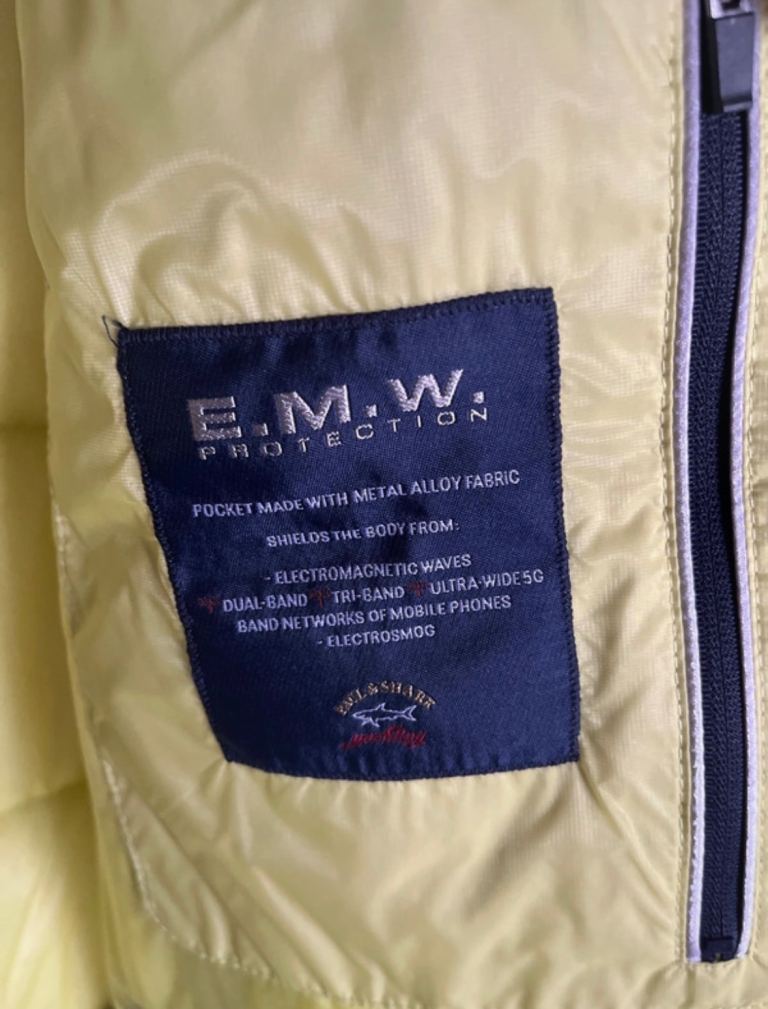 E.M.W.
PROTECTION
POCKET MADE WITH METAL ALLOY FABRIC
SHIELDS THE BODY FROM:
- ELECTROMAGNETIC WAVES
DUAL-BAND TRI-BAND ULTRA-WIDE 5G
BAND NETWORKS OF MOBILE PHONES
- ELECTROSMOG
PAUL & SHARK